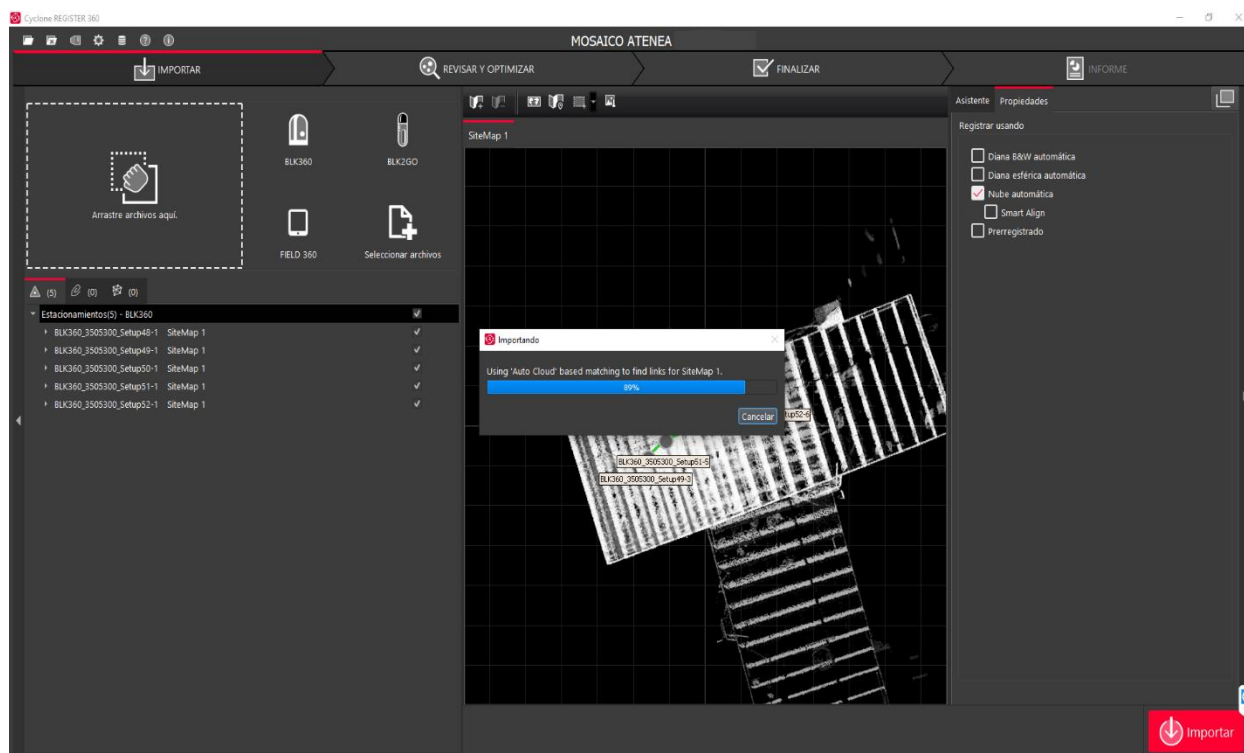 Cyclone REGISTER 360
MOSAICO ATENEA
IMPORTAR
REVISAR Y OPTIMIZAR
FINALIZAR
INFORME
Arrastre archivos aquí.
BLK360
BLK2GO
FIELD 360
Seleccionar archivos
(5)
(0)
(0)
Estacionamientos(5) - BLK360
BLK360_3505300_Setup48-1 SiteMap 1
BLK360_3505300_Setup49-1 SiteMap 1
BLK360_3505300_Setup50-1 SiteMap 1
BLK360_3505300_Setup51-1 SiteMap 1
BLK360_3505300_Setup52-1 SiteMap 1
SiteMap 1
Importando
Using 'Auto Cloud' based matching to find links for SiteMap 1.
89%
Cancelar
tup52-6
BLK360_3505300_Setup51-5
BLK360_3505300_Setup49-3
Asistente Propiedades
Registrar usando
Diana B&W automática
Diana esférica automática
Nube automática
Smart Align
Prerregistrado
Importar